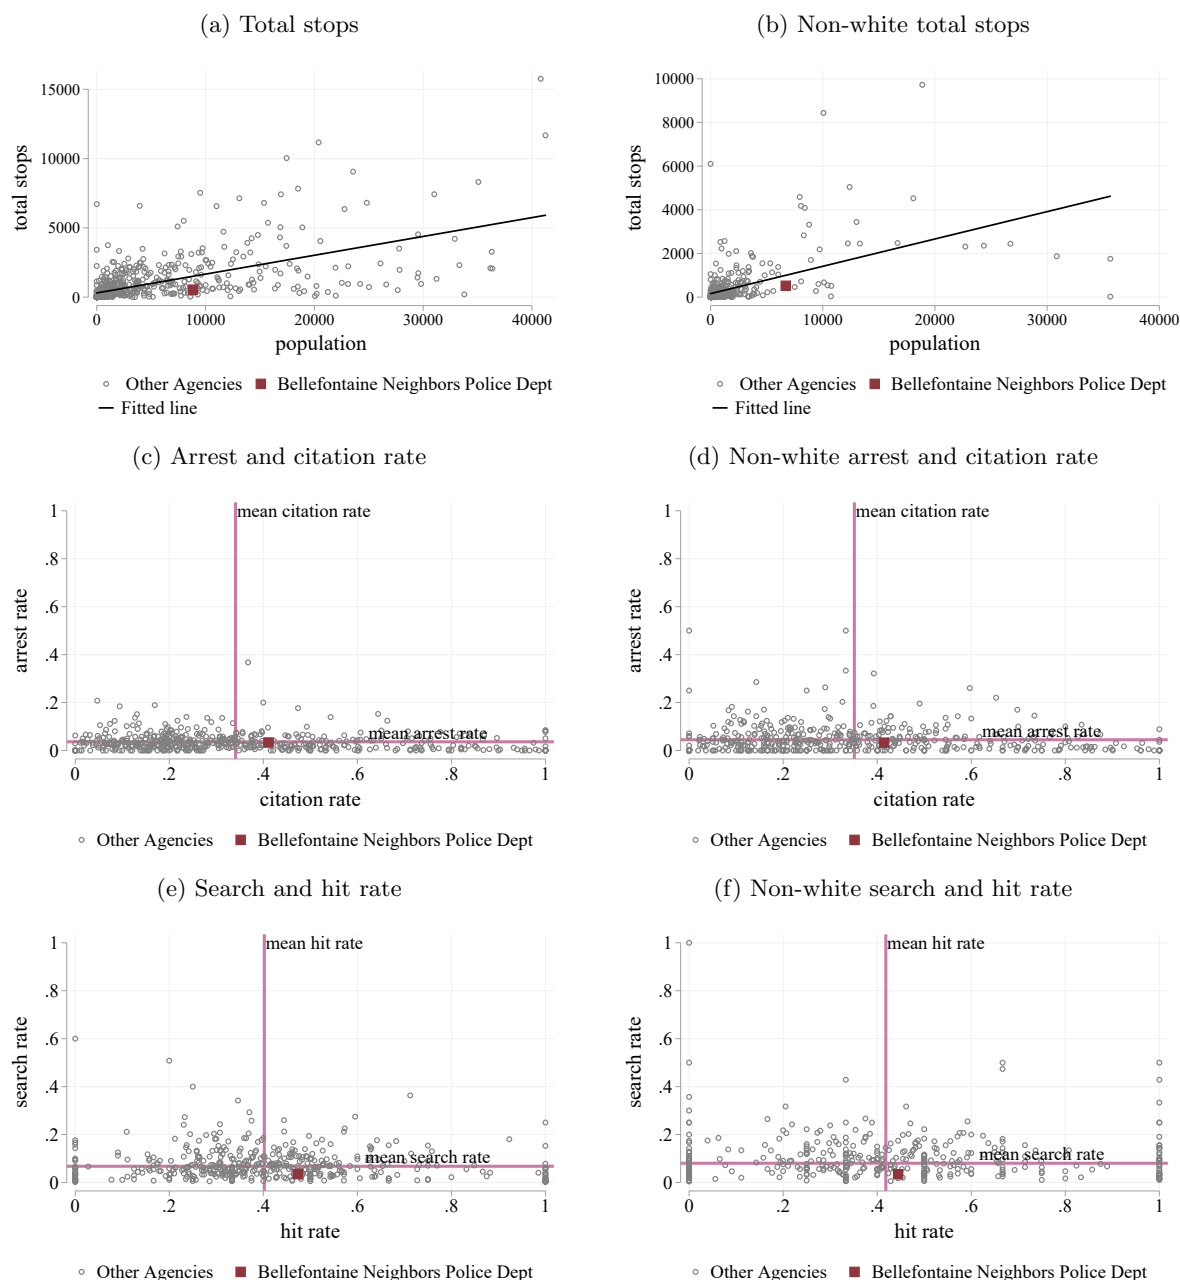 (a) Total stops
(b) Non-white total stops
total stops
15000
10000
5000
0
0 10000 20000 30000 40000
population
Other Agencies Bellefontaine Neighbors Police Dept
Fitted line
total stops
10000
8000
6000
4000
2000
0
0 10000 20000 30000 40000
population
Other Agencies Bellefontaine Neighbors Police Dept
Fitted line
(c) Arrest and citation rate
(d) Non-white arrest and citation rate
arrest rate
1
.8
.6
.4
.2
0
mean citation rate
mean arrest rate
0 .2 .4 .6 .8 1
citation rate
Other Agencies Bellefontaine Neighbors Police Dept
arrest rate
1
.8
.6
.4
.2
0
mean citation rate
mean arrest rate
0 .2 .4 .6 .8 1
citation rate
Other Agencies Bellefontaine Neighbors Police Dept
(e) Search and hit rate
(f) Non-white search and hit rate
search rate
1
.8
.6
.4
.2
0
mean hit rate
mean search rate
0 .2 .4 .6 .8 1
hit rate
Other Agencies Bellefontaine Neighbors Police Dept
search rate
1
.8
.6
.4
.2
0
mean hit rate
mean search rate
0 .2 .4 .6 .8 1
hit rate
Other Agencies Bellefontaine Neighbors Police Dept